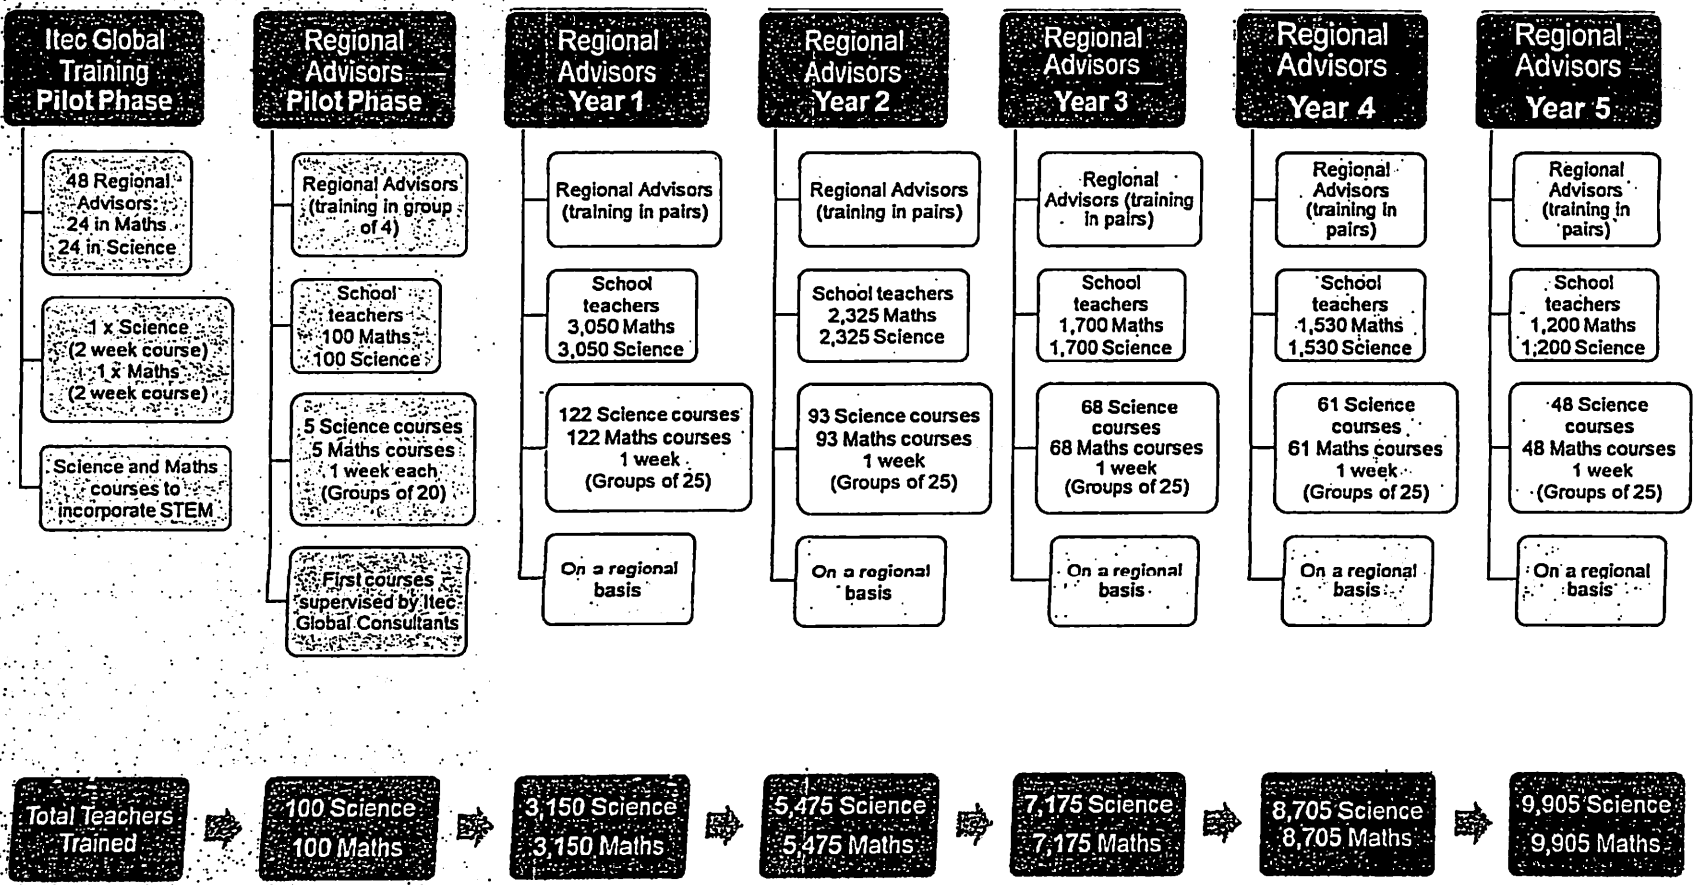 Itec Global
Training
Pilot Phase
48 Regional
Advisors
24 in Maths
24 in Science
1 x Science
(2 week course)
1 x Maths
(2 week course)
Science and Maths
courses to
incorporate STEM
Regional
Advisors
Pilot Phase
Regional Advisors
(training in group
of 4)
School
teachers
100 Maths
100 Science
5 Science courses
5 Maths courses
1 week each
(Groups of 20)
First courses
supervised by Itec
Global Consultants
Regional
Advisors
Year 1
Regional Advisors
(training in pairs)
School
teachers
3,050 Maths
3,050 Science
122 Science courses
122 Maths courses
1 week
(Groups of 25)
On a regional
basis
Regional
Advisors
Year 2
Regional Advisors
(training in pairs)
School teachers
2,325 Maths
2,325 Science
93 Science courses
93 Maths courses
1 week
(Groups of 25)
On a regional
basis
Regional
Advisors
Year 3
Regional
Advisors (training
in pairs)
School
teachers
1,700 Maths
1,700 Science
68 Science
courses
68 Maths courses
1 week
(Groups of 25)
On a regional
basis
Regional
Advisors
Year 4
Regional
Advisors
(training in
pairs)
School
teachers
1,530 Maths
1,530 Science
61 Science
courses
61 Maths courses
1 week
(Groups of 25)
On a regional
basis
Regional
Advisors
Year 5
Regional
Advisors
(training in
pairs)
School
teachers
1,200 Maths
1,200 Science
48 Science
courses
48 Maths courses
1 week
(Groups of 25)
On a regional
basis
Total Teachers
Trained
100 Science
100 Maths
3,150 Science
3,150 Maths
5,475 Science
5,475 Maths
7,175 Science
7,175 Maths
8,705 Science
8,705 Maths
9,905 Science
9,905 Maths